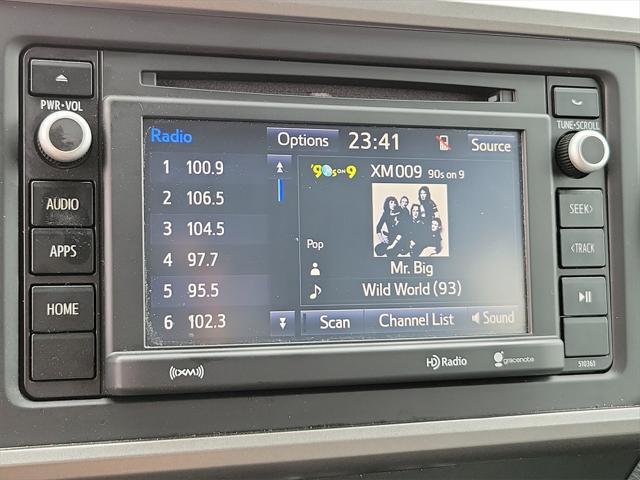 PWR·VOL
AUDIO
APPS
HOME
Radio
Options
23:41
Source
1 100.9
2 106.5
3 104.5
4 97.7
5 95.5
6 102.3
'90s ON 9
XM009 90s on 9
Pop
Mr. Big
Wild World (93)
Scan
Channel List
Sound
((XM))
HD Radio
gracenote
TUNE·SCROLL
SEEK>
<TRACK
510361